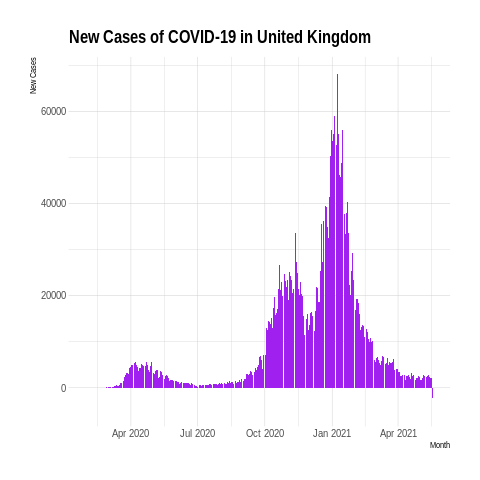 New Cases of COVID-19 in United Kingdom
New Cases
60000
40000
20000
0
Apr 2020 Jul 2020 Oct 2020 Jan 2021 Apr 2021
Month